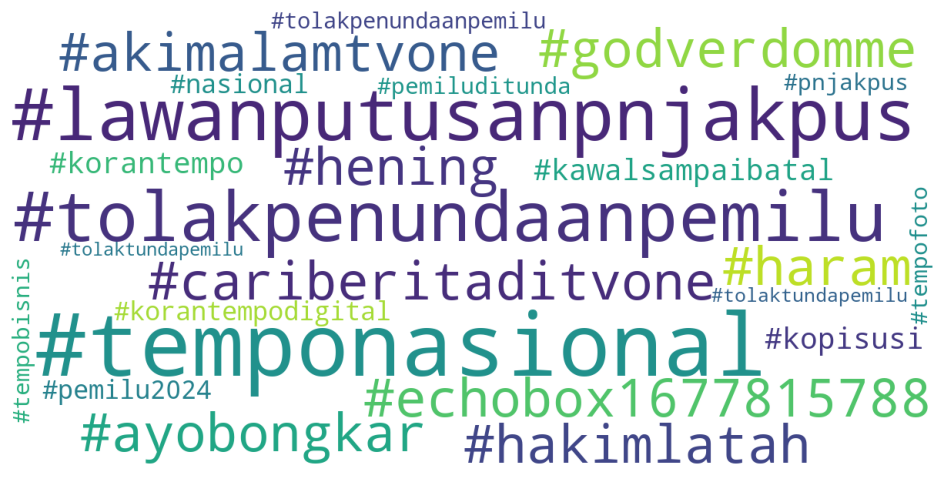 #tolakpenundaanpemilu
#akimalamtvone
#godverdomme
#nasional
#pemiluditunda
#pnjakpus
#lawanputusanpnjakpus
#korantempo
#hening
#kawalsampaibatal
#tolakpenundaanpemilu
#tempofoto
#tolaktundapemilu
#cariberitaditvone
#haram
#tolaktundapemilu
#tempobisnis
#korantempodigital
#temponasional
#kopisusi
#pemilu2024
#echobox1677815788
#ayobongkar
#hakimlatah